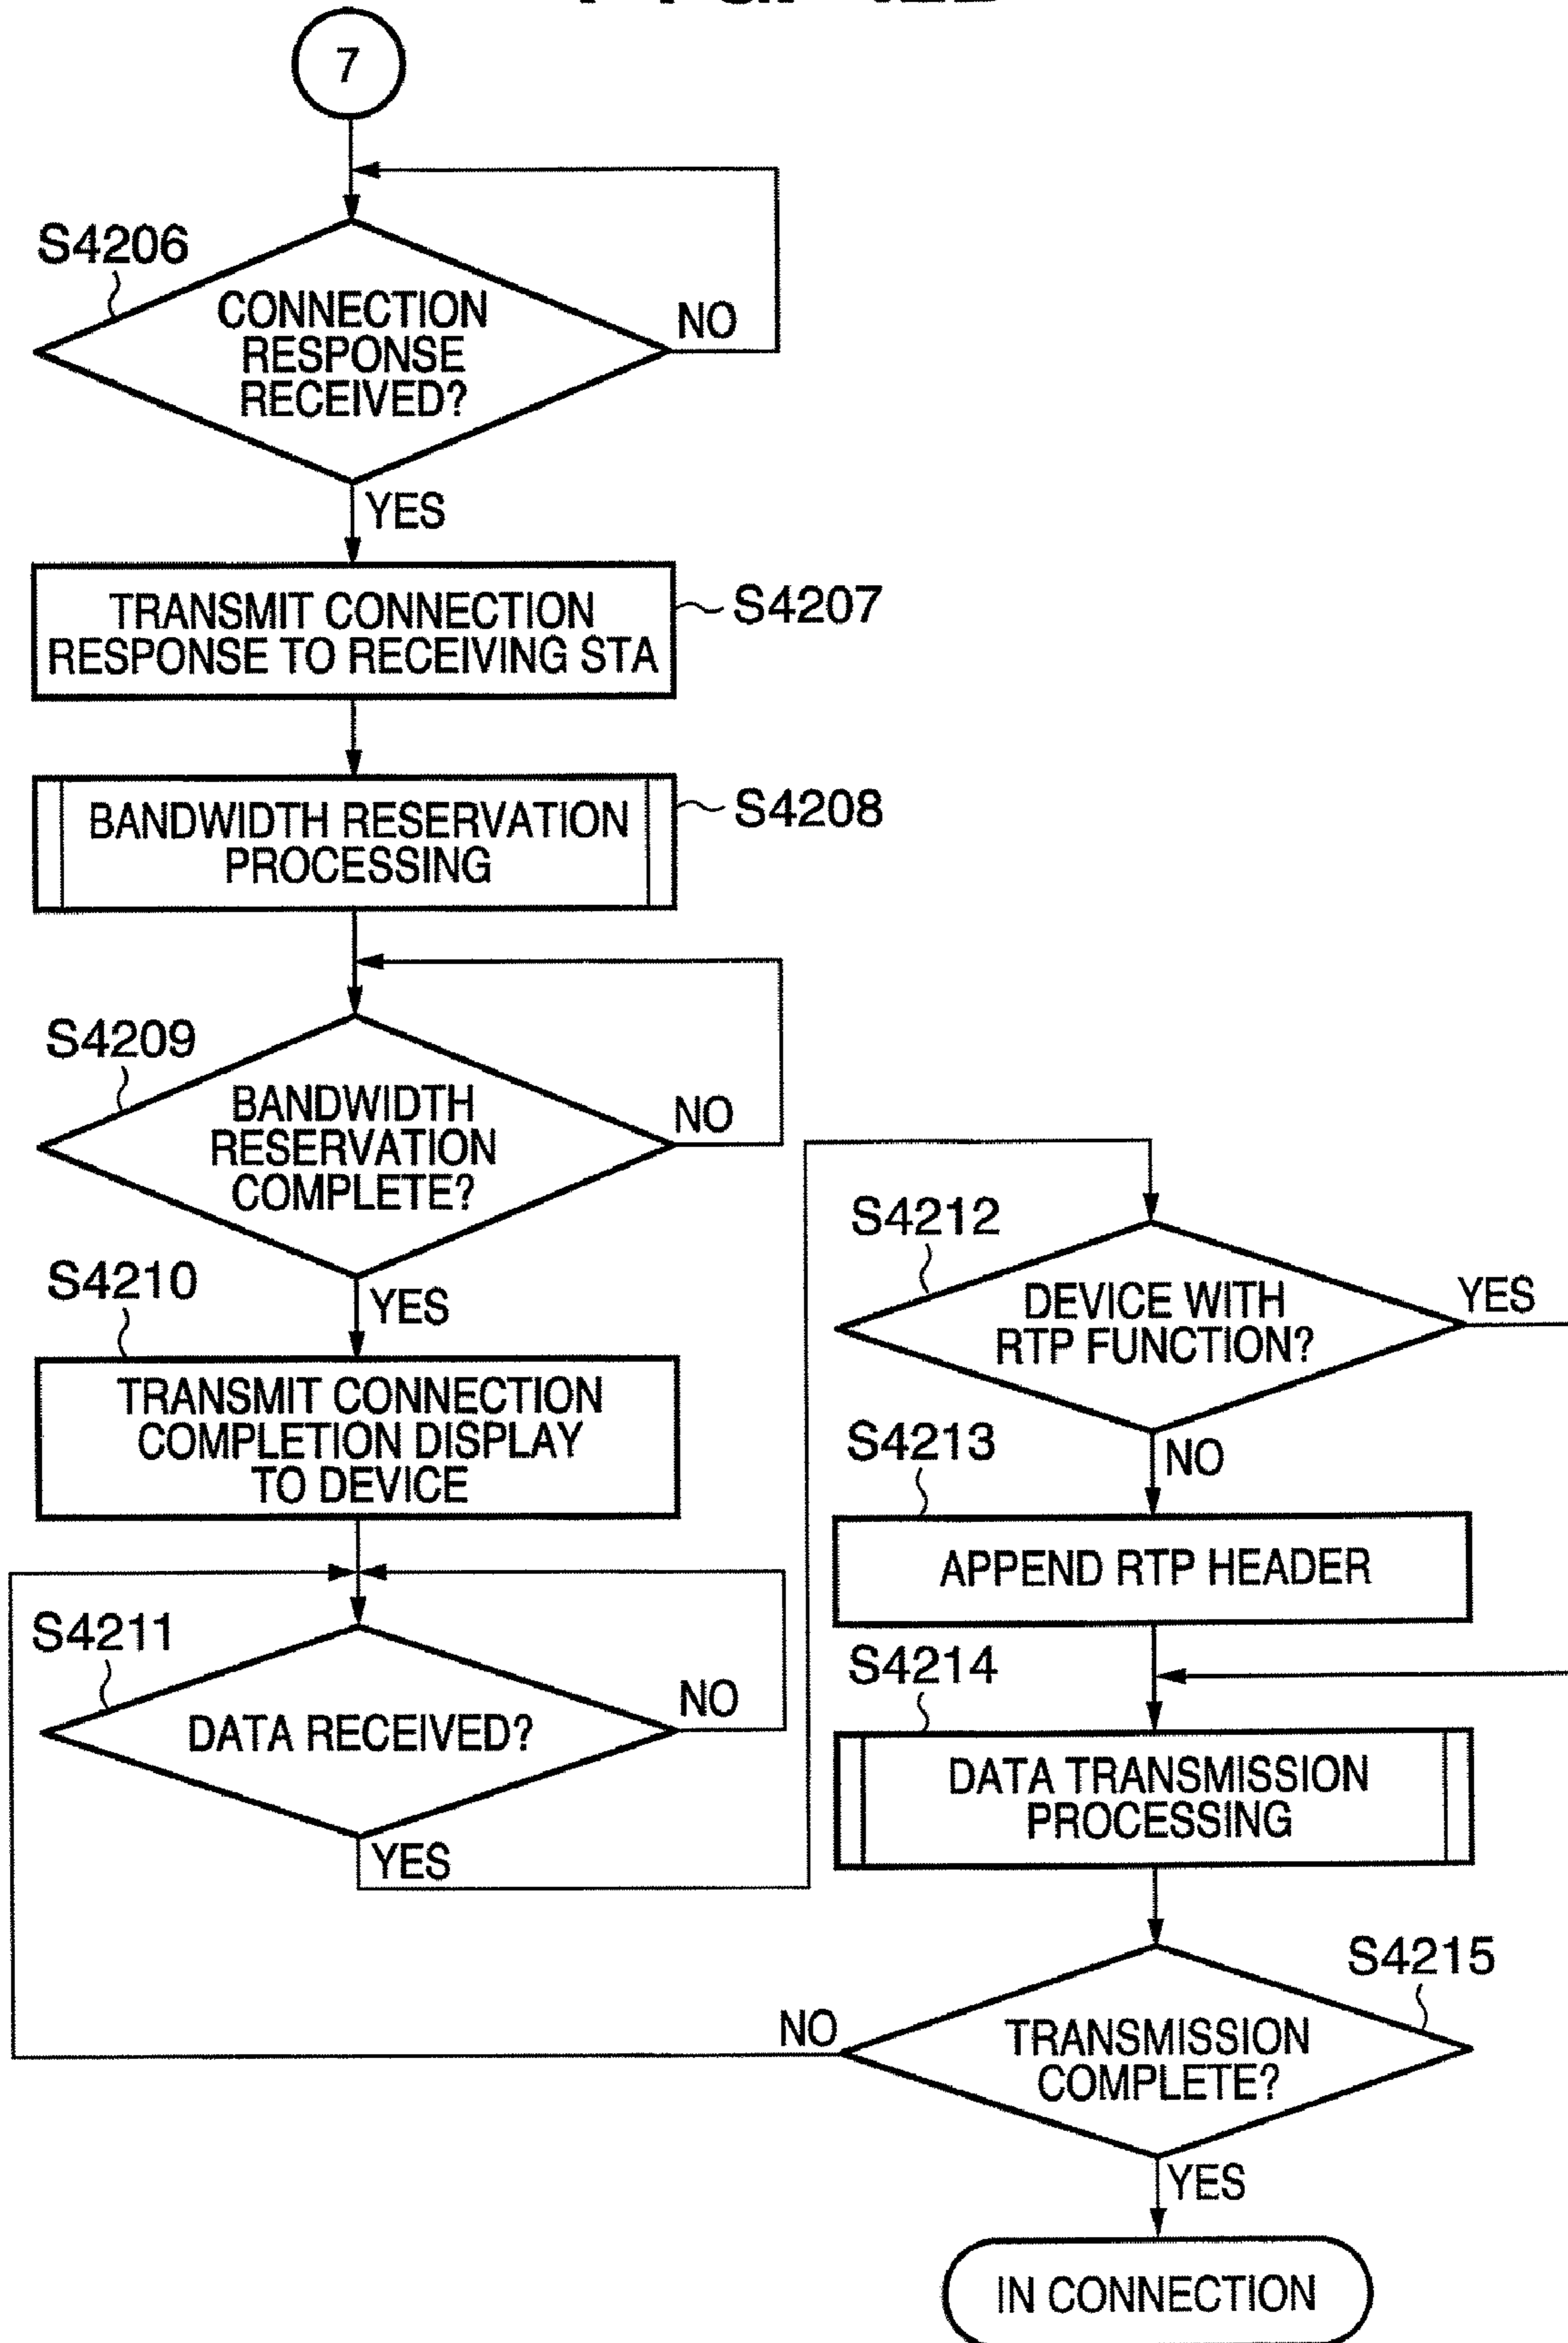 7
S4206
CONNECTION
RESPONSE
RECEIVED?
NO
YES
TRANSMIT CONNECTION
RESPONSE TO RECEIVING STA
S4207
BANDWIDTH RESERVATION
PROCESSING
S4208
S4209
BANDWIDTH
RESERVATION
COMPLETE?
NO
YES
S4210
TRANSMIT CONNECTION
COMPLETION DISPLAY
TO DEVICE
S4211
DATA RECEIVED?
NO
YES
S4212
DEVICE WITH
RTP FUNCTION?
YES
NO
S4213
APPEND RTP HEADER
S4214
DATA TRANSMISSION
PROCESSING
S4215
TRANSMISSION
COMPLETE?
NO
YES
IN CONNECTION